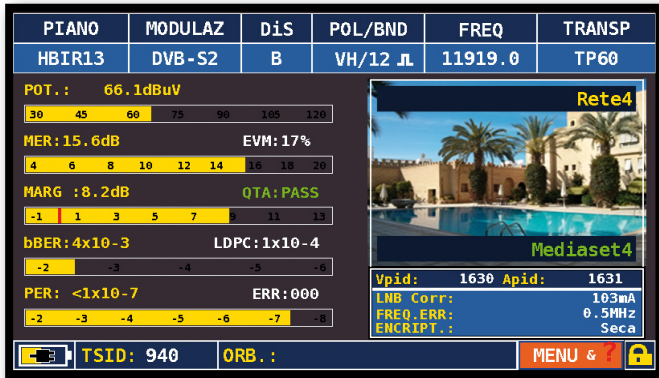 PIANO MODULAZ DiS POL/BND FREQ TRANSP
HBIR13 DVB-S2 B VH/12 11919.0 TP60
POT.: 66.1dBuV
30 45 60 75 90 105 120
MER:15.6dB EVM:17%
4 6 8 10 12 14 16 18 20
MARG :8.2dB QTA:PASS
-1 1 3 5 7 9 11 13
bBER:4x10-3 LDPC:1x10-4
-2 -3 -4 -5 -6
PER: <1x10-7 ERR:000
-2 -3 -4 -5 -6 -7 -8
Rete4
Mediaset4
Vpid: 1630 Apid: 1631
LNB Corr: 103mA
FREQ.ERR: 0.5MHz
ENCRIPT.: Seca
TSID: 940 ORB.: MENU & ?